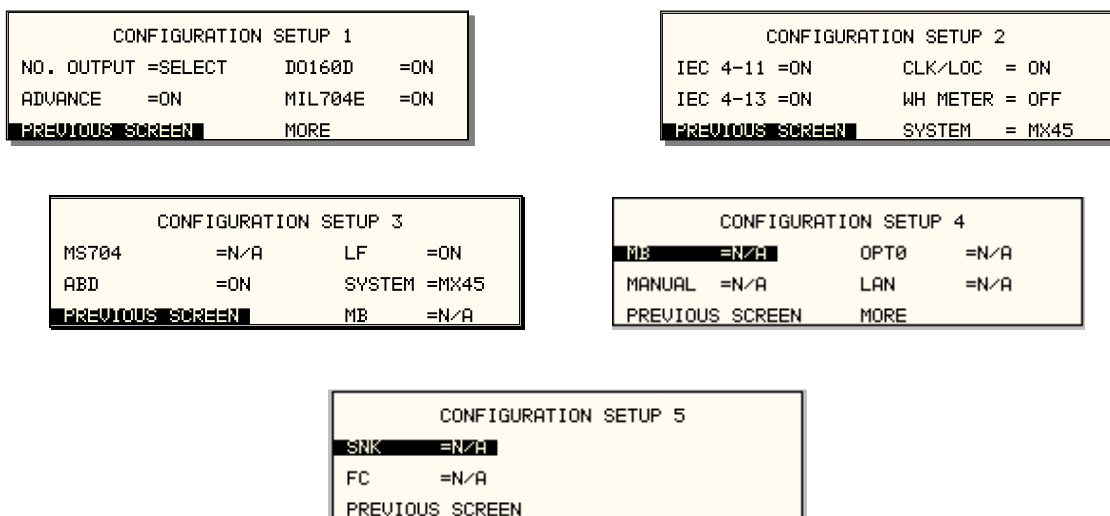 CONFIGURATION SETUP 1
NO. OUTPUT =SELECT DO160D =ON
ADVANCE =ON MIL704E =ON
PREVIOUS SCREEN MORE
CONFIGURATION SETUP 2
IEC 4-11 =ON CLK/LOC = ON
IEC 4-13 =ON WH METER = OFF
PREVIOUS SCREEN SYSTEM = MX45
CONFIGURATION SETUP 3
MS704 =N/A LF =ON
ABD =ON SYSTEM =MX45
PREVIOUS SCREEN MB =N/A
CONFIGURATION SETUP 4
MB =N/A OPT0 =N/A
MANUAL =N/A LAN =N/A
PREVIOUS SCREEN MORE
CONFIGURATION SETUP 5
SNK =N/A
FC =N/A
PREVIOUS SCREEN